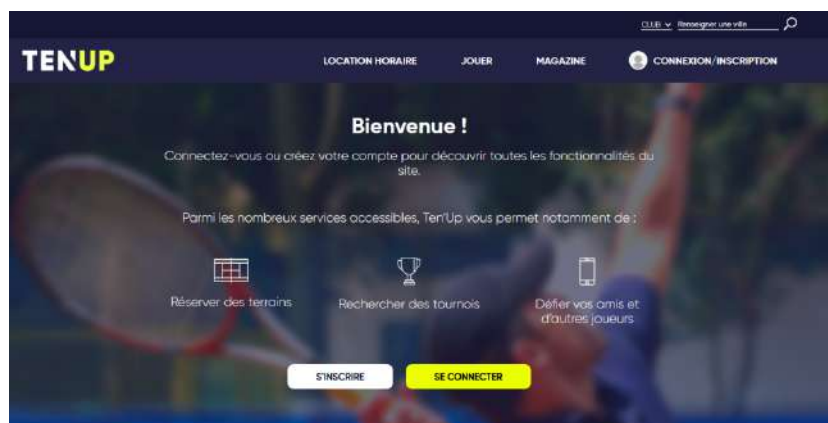 CLUB Renseigner une ville
TEN'UP
LOCATION HORAIRE JOUER MAGAZINE CONNEXION/INSCRIPTION
Bienvenue !
Connectez-vous ou créez votre compte pour découvrir toutes les fonctionnalités du
site.
Parmi les nombreux services accessibles, Ten'Up vous permet notamment de :
Réserver des terrains
Rechercher des tournois
Défier vos amis et
d'autres joueurs
S'INSCRIRE SE CONNECTER